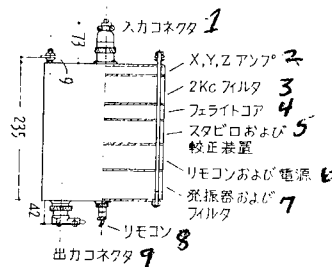 入力コネクタ 1
73
X,Y,Z アンプ 2
9
2Kc フィルタ 3
フェライトコア 4
スタビロおよび 5
較正装置
235
リモコンおよび電源 6
発振器および 7
フィルタ
42
リモコン 8
出力コネクタ 9